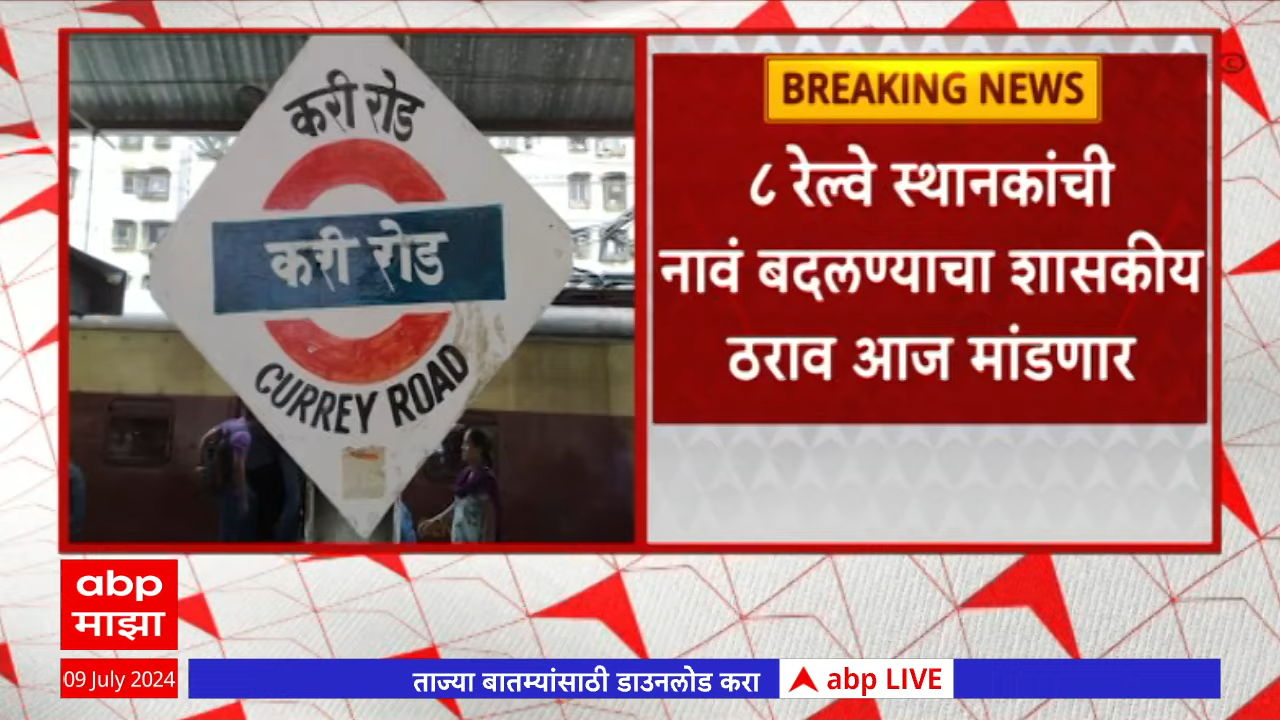 करी रोड
करी रोड
CURREY ROAD
BREAKING NEWS
८ रेल्वे स्थानकांची
नावं बदलण्याचा शासकीय
ठराव आज मांडणार
abp
माझा
09 July 2024
ताज्या बातम्यांसाठी डाउनलोड करा abp LIVE
©